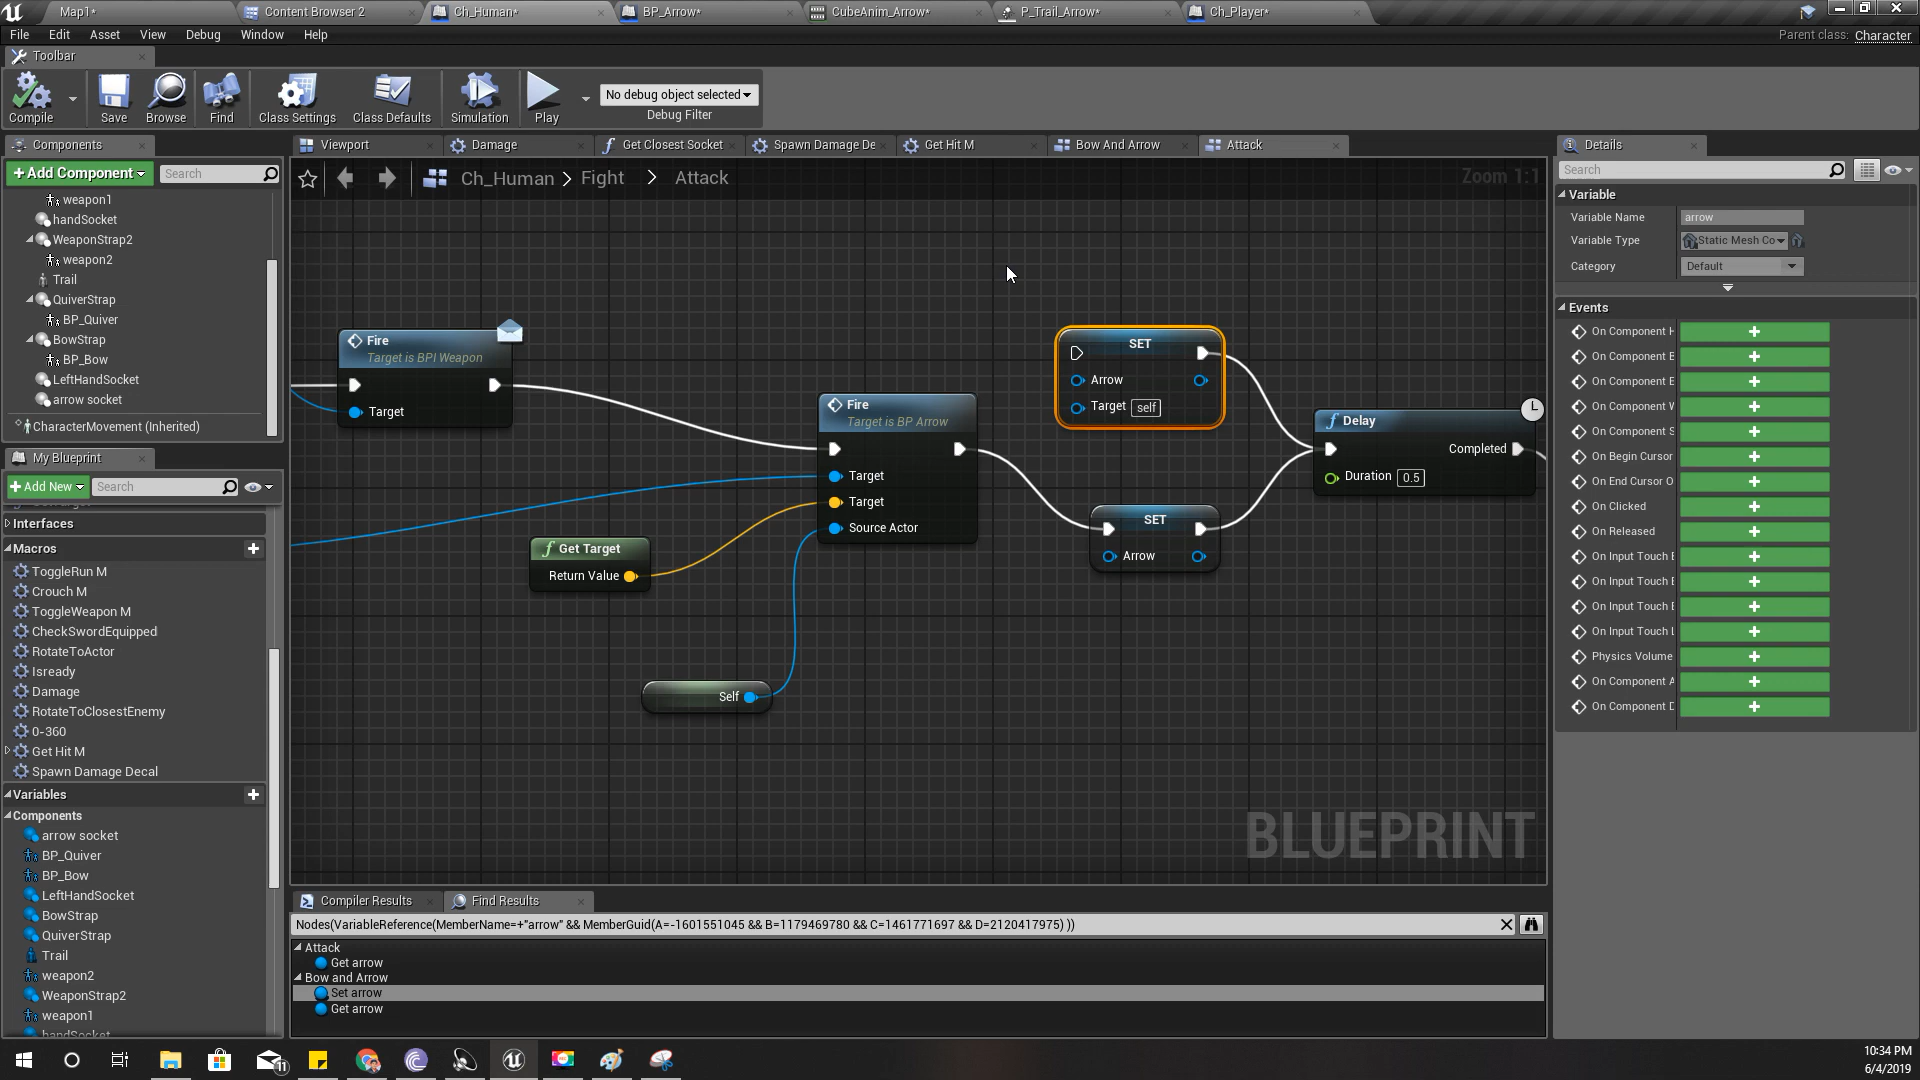 Map1*
Content Browser 2
Ch_Human*
BP_Arrow*
CubeAnim_Arrow*
P_Trail_Arrow*
Ch_Player*
File Edit Asset View Debug Window Help
Parent class: Character
Toolbar
Compile
Save
Browse
Find
Class Settings
Class Defaults
Simulation
Play
No debug object selected
Debug Filter
Components
+Add Component
Search
weapon1
handSocket
WeaponStrap2
weapon2
Trail
QuiverStrap
BP_Quiver
BowStrap
BP_Bow
LeftHandSocket
arrow socket
CharacterMovement (Inherited)
My Blueprint
+Add New
Search
Interfaces
Macros
ToggleRun M
Crouch M
ToggleWeapon M
CheckSwordEquipped
RotateToActor
Isready
Damage
RotateToClosestEnemy
0-360
Get Hit M
Spawn Damage Decal
Variables
Components
arrow socket
BP_Quiver
BP_Bow
LeftHandSocket
BowStrap
QuiverStrap
Trail
weapon2
WeaponStrap2
weapon1
handSocket
Viewport
Damage
Get Closest Socket
Spawn Damage De
Get Hit M
Bow And Arrow
Attack
Ch_Human > Fight > Attack
Zoom 1:1
Fire
Target is BPI Weapon
Target
Fire
Target is BP Arrow
Target
Target
Source Actor
Get Target
Return Value
Self
SET
Arrow
Target self
SET
Arrow
Delay
Completed
Duration 0.5
BLUEPRINT
Compiler Results
Find Results
Nodes(VariableReference(MemberName=+"arrow" && MemberGuid(A=-1601551045 && B=1179469780 && C=1461771697 && D=2120417975) ))
Attack
Get arrow
Bow and Arrow
Set arrow
Get arrow
Details
Search
Variable
Variable Name arrow
Variable Type Static Mesh Co
Category Default
Events
On Component H
On Component B
On Component E
On Component W
On Component S
On Begin Cursor
On End Cursor O
On Clicked
On Released
On Input Touch B
On Input Touch E
On Input Touch E
On Input Touch L
Physics Volume
On Component A
On Component D
11
10:34 PM
6/4/2019